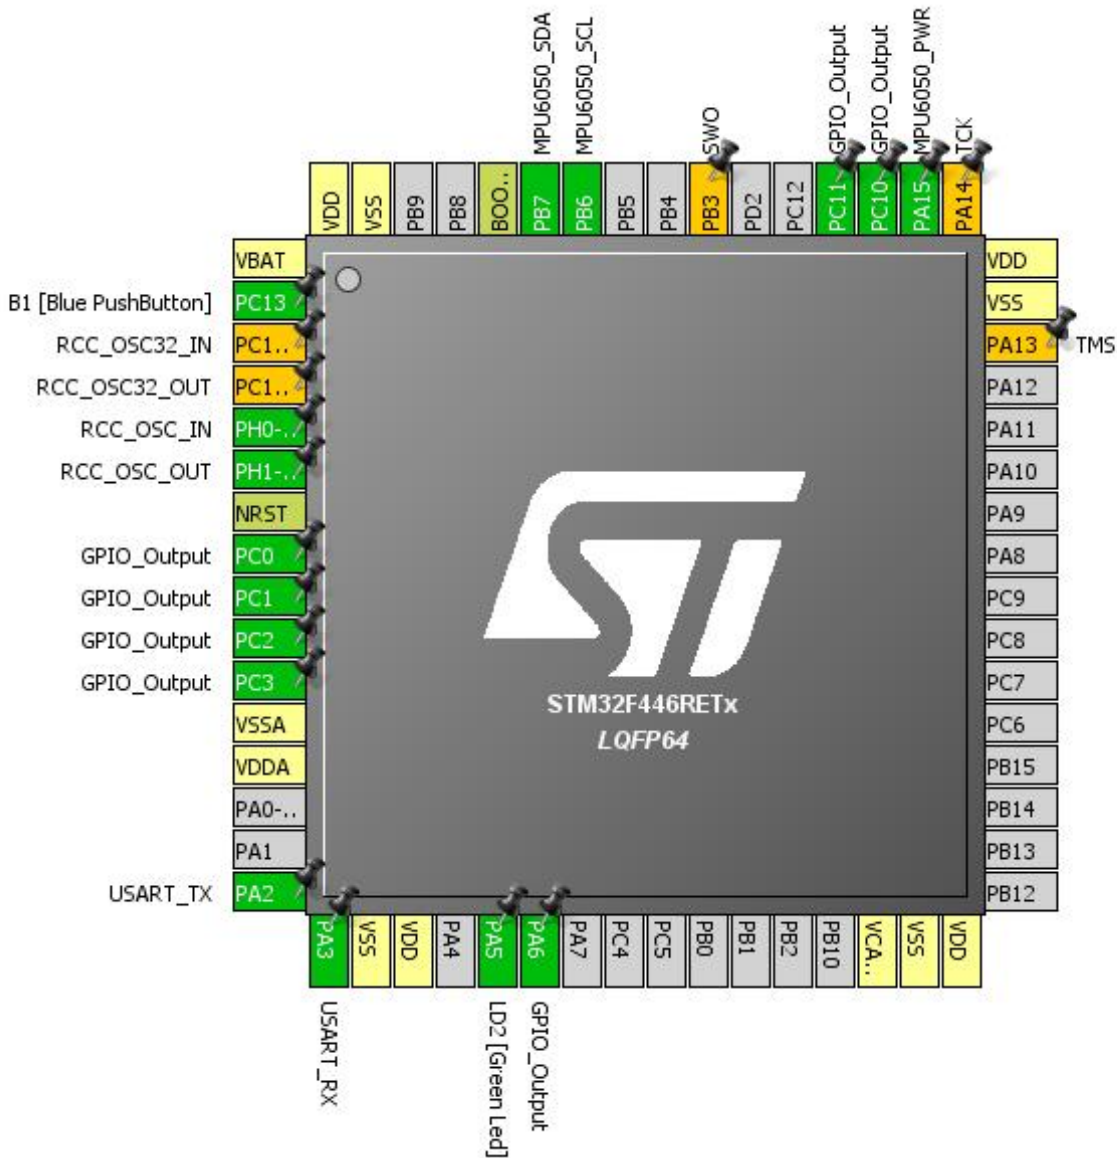 MPU6050_SDA
MPU6050_SCL
SWO
GPIO_Output
GPIO_Output
MPU6050_PWR
TCK
VDD
VSS
PB9
PB8
BOO..
PB7
PB6
PB5
PB4
PB3
PD2
PC12
PC11
PC10
PA15
PA14
VBAT
B1 [Blue PushButton] PC13
RCC_OSC32_IN PC1..
RCC_OSC32_OUT PC1..
RCC_OSC_IN PH0-..
RCC_OSC_OUT PH1-..
NRST
GPIO_Output PC0
GPIO_Output PC1
GPIO_Output PC2
GPIO_Output PC3
VSSA
VDDA
PA0-..
PA1
USART_TX PA2
ST
STM32F446RETx
LQFP64
VDD
VSS
PA13 TMS
PA12
PA11
PA10
PA9
PA8
PC9
PC8
PC7
PC6
PB15
PB14
PB13
PB12
PA3
VSS
VDD
PA4
PA5
PA6
PA7
PC4
PC5
PB0
PB1
PB2
PB10
VCA..
VSS
VDD
USART_RX
LD2 [Green Led]
GPIO_Output